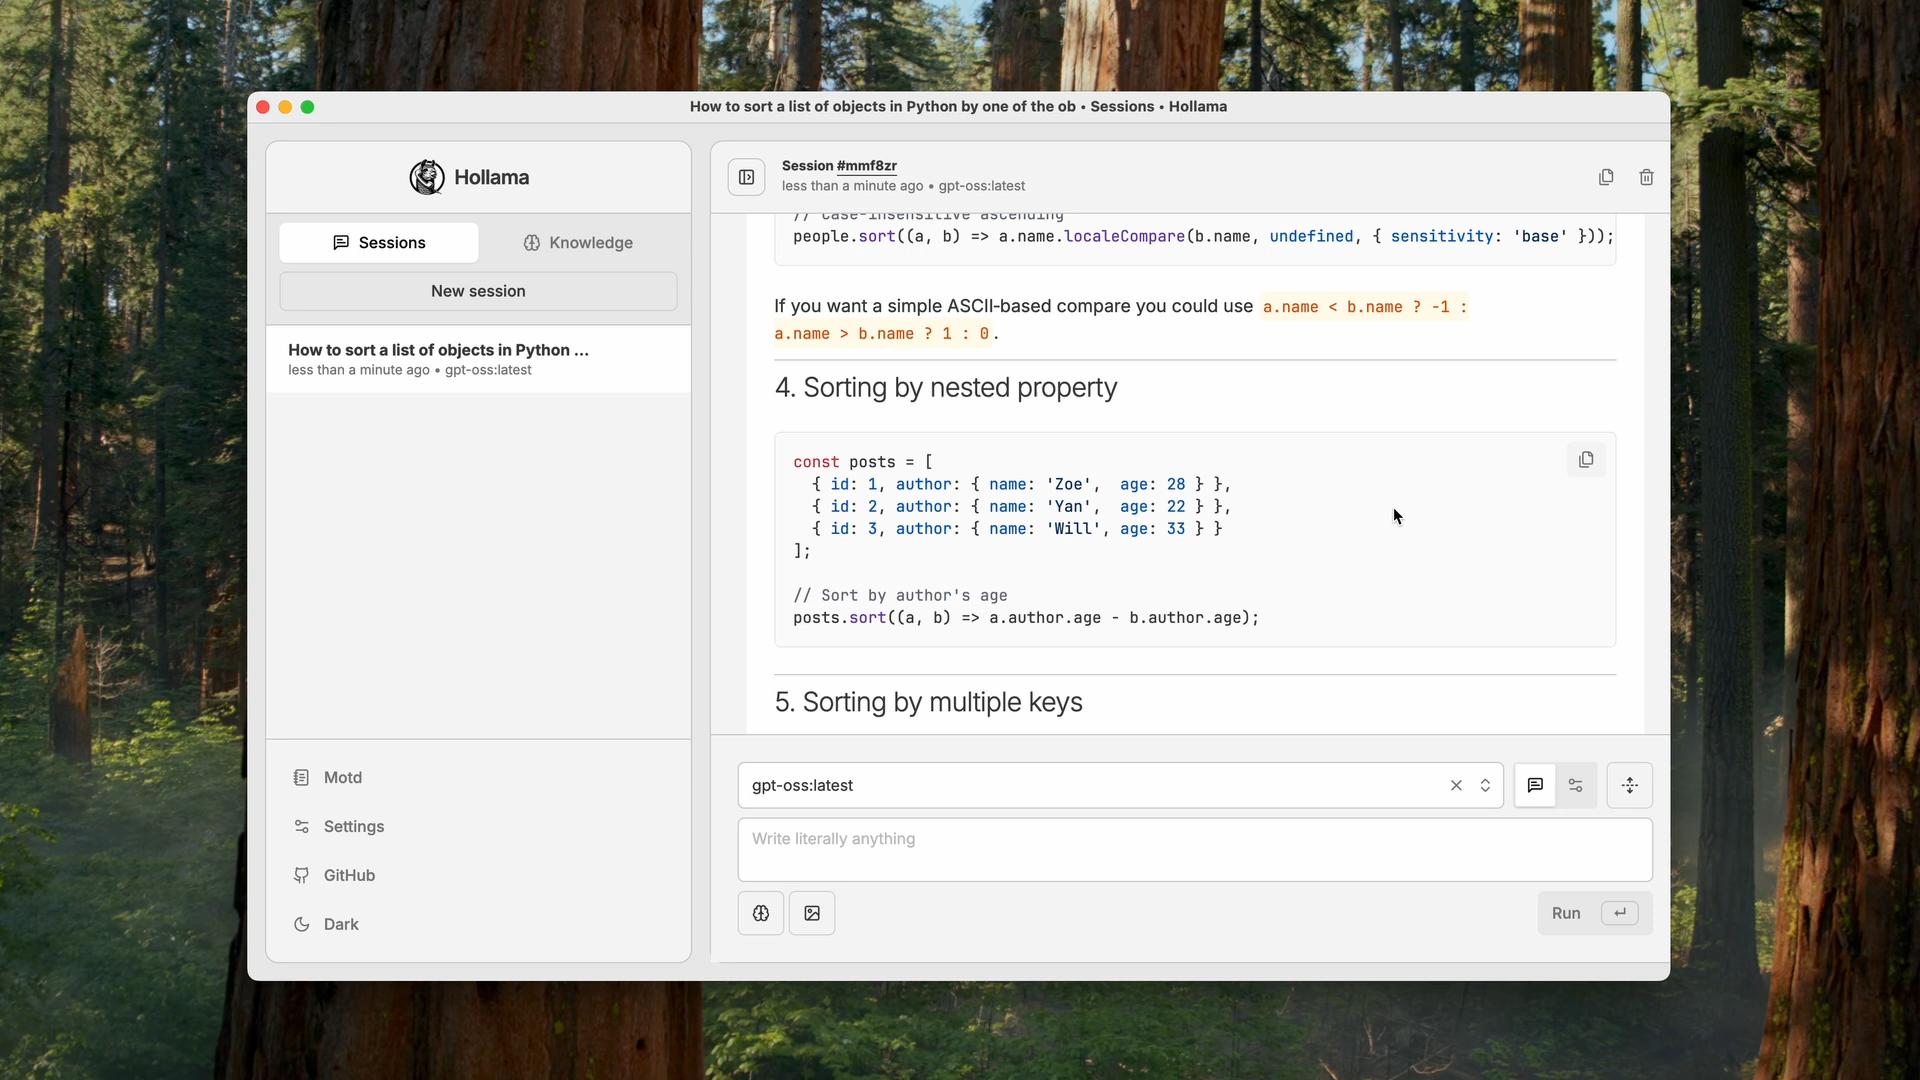 How to sort a list of objects in Python by one of the ob • Sessions • Hollama
Hollama
Sessions
Knowledge
New session
How to sort a list of objects in Python ...
less than a minute ago • gpt-oss:latest
Motd
Settings
GitHub
Dark
Session #mmf8zr
less than a minute ago • gpt-oss:latest
// case-insensitive ascending
people.sort((a, b) => a.name.localeCompare(b.name, undefined, { sensitivity: 'base' }));
If you want a simple ASCII-based compare you could use a.name < b.name ? -1 :
a.name > b.name ? 1 : 0.
4. Sorting by nested property
const posts = [
  { id: 1, author: { name: 'Zoe',  age: 28 } },
  { id: 2, author: { name: 'Yan',  age: 22 } },
  { id: 3, author: { name: 'Will', age: 33 } }
];
// Sort by author's age
posts.sort((a, b) => a.author.age - b.author.age);
5. Sorting by multiple keys
gpt-oss:latest
Write literally anything
Run